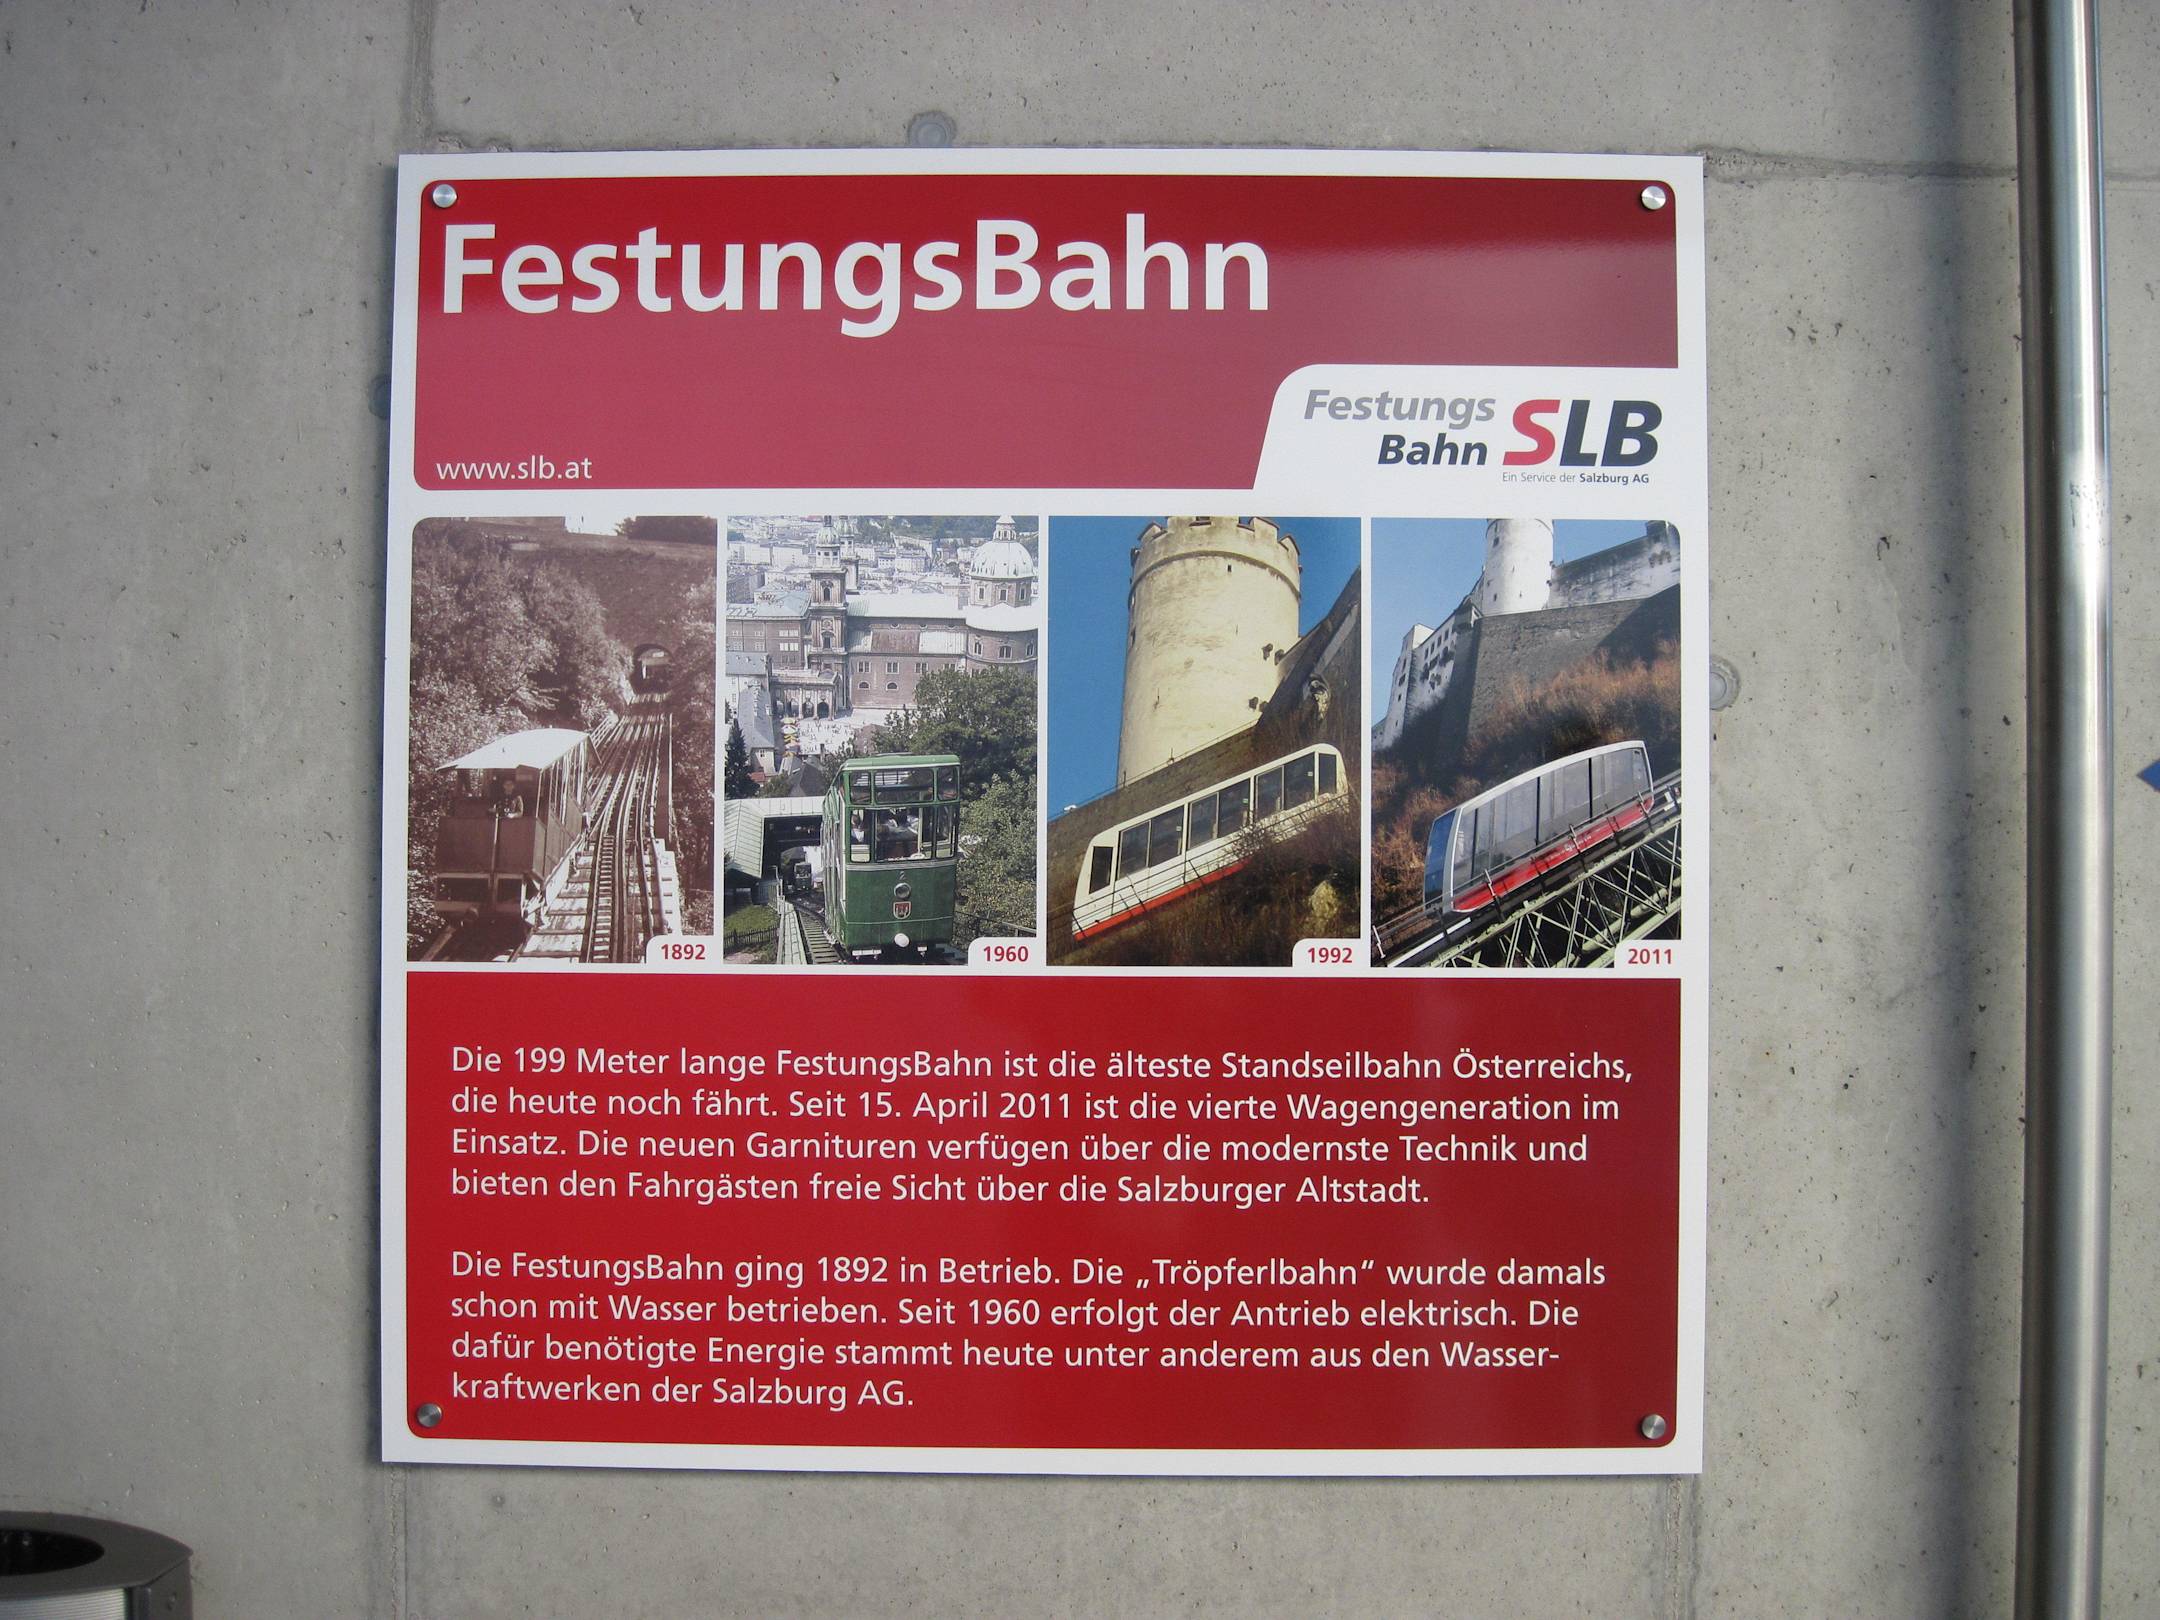 FestungsBahn
www.slb.at
Festungs
Bahn SLB
Ein Service der Salzburg AG
1892
1960
1992
2011
Die 199 Meter lange FestungsBahn ist die älteste Standseilbahn Österreichs,
die heute noch fährt. Seit 15. April 2011 ist die vierte Wagengeneration im
Einsatz. Die neuen Garnituren verfügen über die modernste Technik und
bieten den Fahrgästen freie Sicht über die Salzburger Altstadt.
Die FestungsBahn ging 1892 in Betrieb. Die „Tröpferlbahn“ wurde damals
schon mit Wasser betrieben. Seit 1960 erfolgt der Antrieb elektrisch. Die
dafür benötigte Energie stammt heute unter anderem aus den Wasser-
kraftwerken der Salzburg AG.